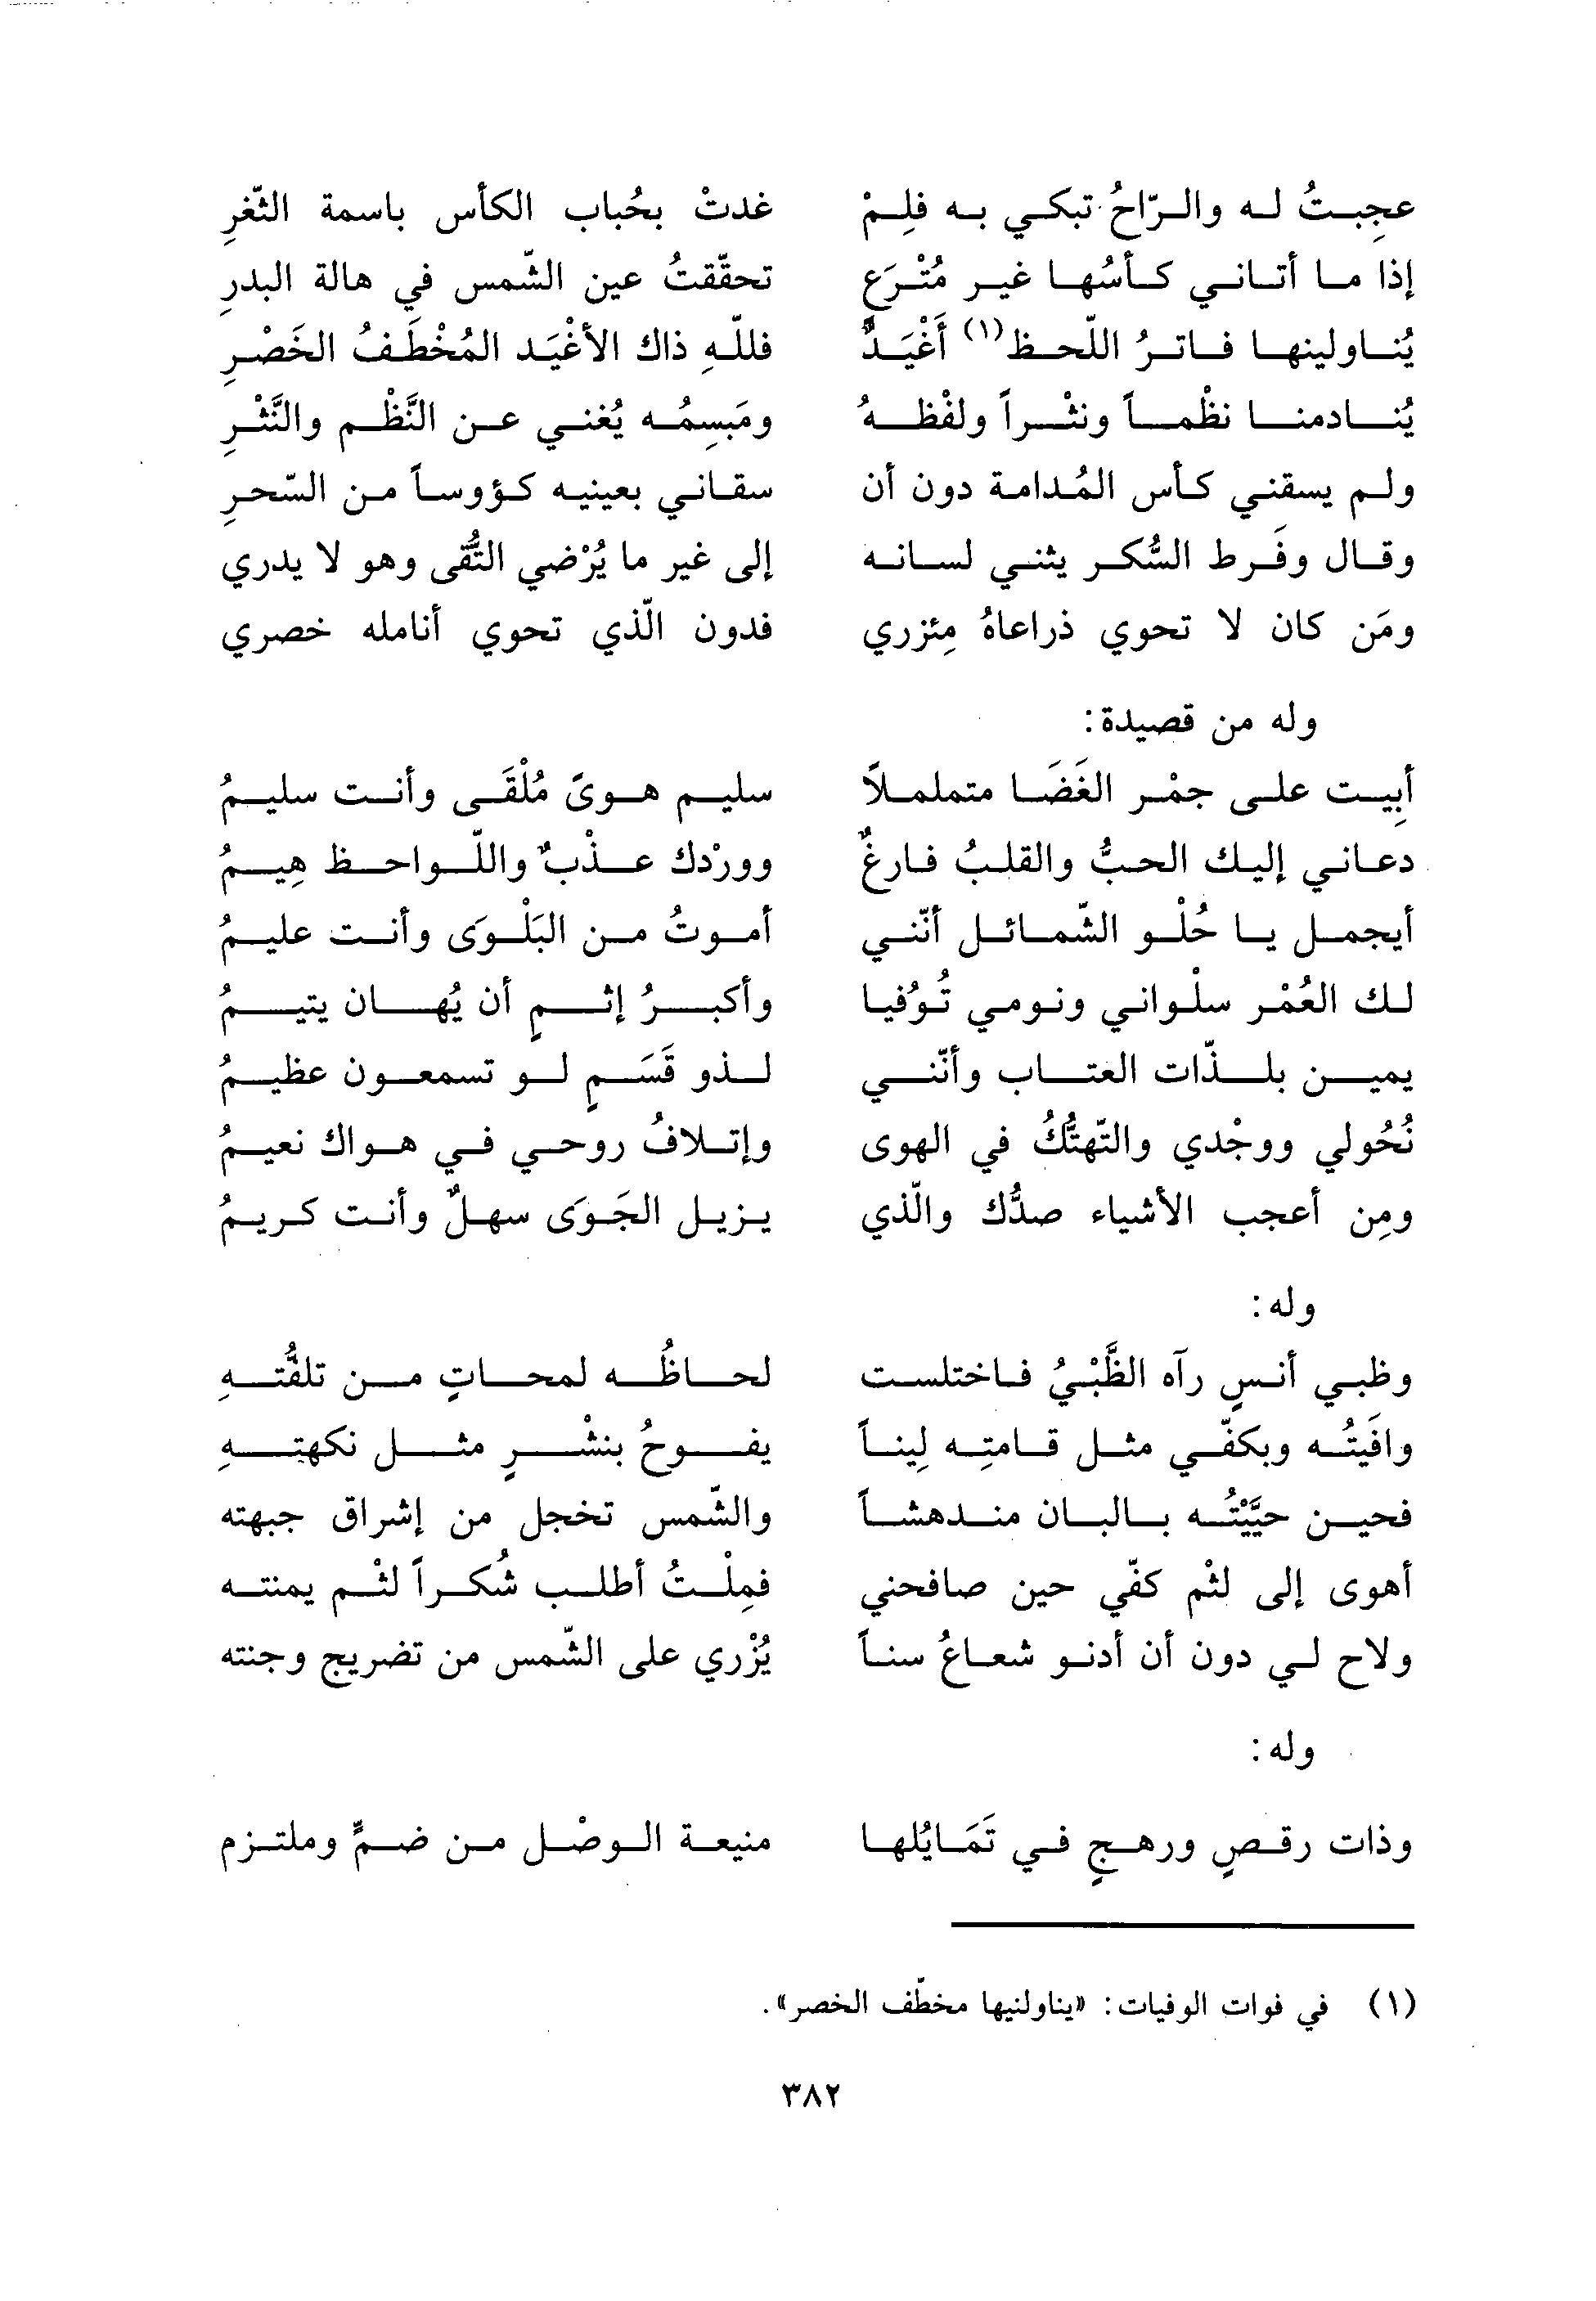 عجِبتُ له والرّاحُ تبكي به فلِمْ غدتْ بحُباب الكأس باسمة الثّغرِ
إذا ما أتاني كأسُها غير مُتْرَعٍ تحقّقتُ عين الشّمس في هالة البدرِ
يُناولينها فاترُ اللّحظ(١) أَغْيَدٌ فللّهِ ذاك الأغْيَد المُخْطَفُ الخَصْرِ
يُنادمنا نظْماً ونثْراً ولفْظهُ ومَبسِمُه يُغني عن النَّظْم والنَّثْرِ
ولم يسقني كأس المُدامة دون أن سقاني بعينيه كؤوساً من السّحرِ
وقال وفَرط السُّكر يثني لسانه إلى غير ما يُرْضي التُّقى وهو لا يدري
ومَن كان لا تحوي ذراعاهُ مِئزري فدون الّذي تحوي أنامله خصري
وله من قصيدة:
أبِيت على جمْر الغَضَا متململاً سليم هوىً مُلْقَى وأنت سليمُ
دعاني إليك الحبُّ والقلبُ فارغٌ ووردْك عذْبٌ واللّواحظ هِيمُ
أيجمل يا حُلْو الشّمائل أنّني أموتُ من البَلْوَى وأنت عليمُ
لك العُمْر سلْواني ونومي تُوُفيا وأكبرُ إثمٍ أن يُهان يتيمُ
يمين بلذّات العتاب وأنّني لذو قَسَمٍ لو تسمعون عظيمُ
نُحُولي ووجْدي والتّهتُّكُ في الهوى وإتلافُ روحي في هواك نعيمُ
ومِن أعجب الأشياء صدُّك والّذي يزيل الجَوَى سهلٌ وأنت كريمُ
وله:
وظبي أنسٍ رآه الظَّبْيُ فاختلست لحاظُه لمحاتٍ من تلفُّتهِ
وافَيتُه وبكفّي مثل قامتِه لِيناً يفوحُ بنشْرٍ مثل نكهتهِ
فحين حيَّيْتُه بالبان مندهشاً والشّمس تخجل من إشراق جبهته
أهوى إلى لثْم كفّي حين صافحني فمِلْتُ أطلب شُكراً لثْم يمنته
ولاح لي دون أن أدنو شعاعُ سناً يُزْري على الشّمس من تضريج وجنته
وله:
وذات رقصٍ ورهجٍ في تَمَايُلها منيعة الوصْل من ضمٍّ وملتزم
(١) في فوات الوفيات: «يناولنيها مخطّف الخصر».
٣٨٢